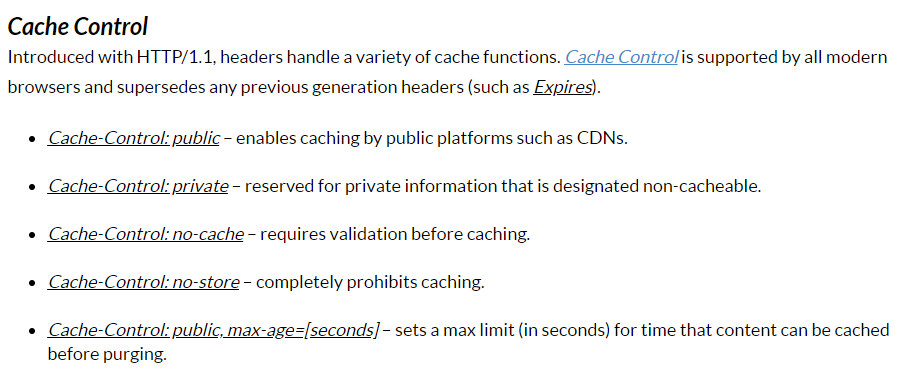 Cache Control
Introduced with HTTP/1.1, headers handle a variety of cache functions. Cache Control is supported by all modern
browsers and supersedes any previous generation headers (such as Expires).
• Cache-Control: public – enables caching by public platforms such as CDNs.
• Cache-Control: private – reserved for private information that is designated non-cacheable.
• Cache-Control: no-cache – requires validation before caching.
• Cache-Control: no-store – completely prohibits caching.
• Cache-Control: public, max-age=[seconds] – sets a max limit (in seconds) for time that content can be cached
before purging.